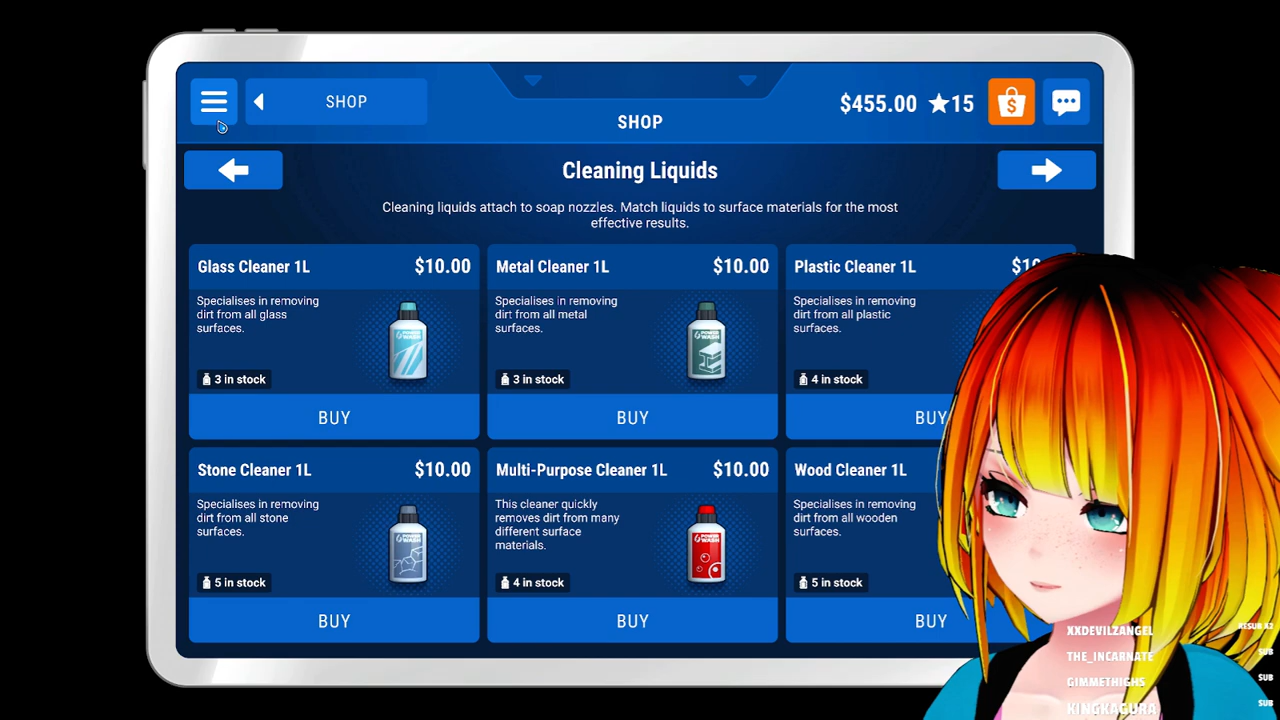 SHOP
SHOP
$455.00 ★15
Cleaning Liquids
Cleaning liquids attach to soap nozzles. Match liquids to surface materials for the most
effective results.
Glass Cleaner 1L $10.00
Specialises in removing
dirt from all glass
surfaces.
3 in stock
BUY
Metal Cleaner 1L $10.00
Specialises in removing
dirt from all metal
surfaces.
3 in stock
BUY
Plastic Cleaner 1L
Specialises in removing
dirt from all plastic
surfaces.
4 in stock
BUY
Stone Cleaner 1L $10.00
Specialises in removing
dirt from all stone
surfaces.
5 in stock
BUY
Multi-Purpose Cleaner 1L $10.00
This cleaner quickly
removes dirt from many
different surface
materials.
4 in stock
BUY
Wood Cleaner 1L
Specialises in removing
dirt from all wooden
surfaces.
5 in stock
BUY
XXDEVILZANGEL RESUB X2
THE_INCARNATE SUB
GIMMETHIGHS SUB
KINGKAGURA SUB